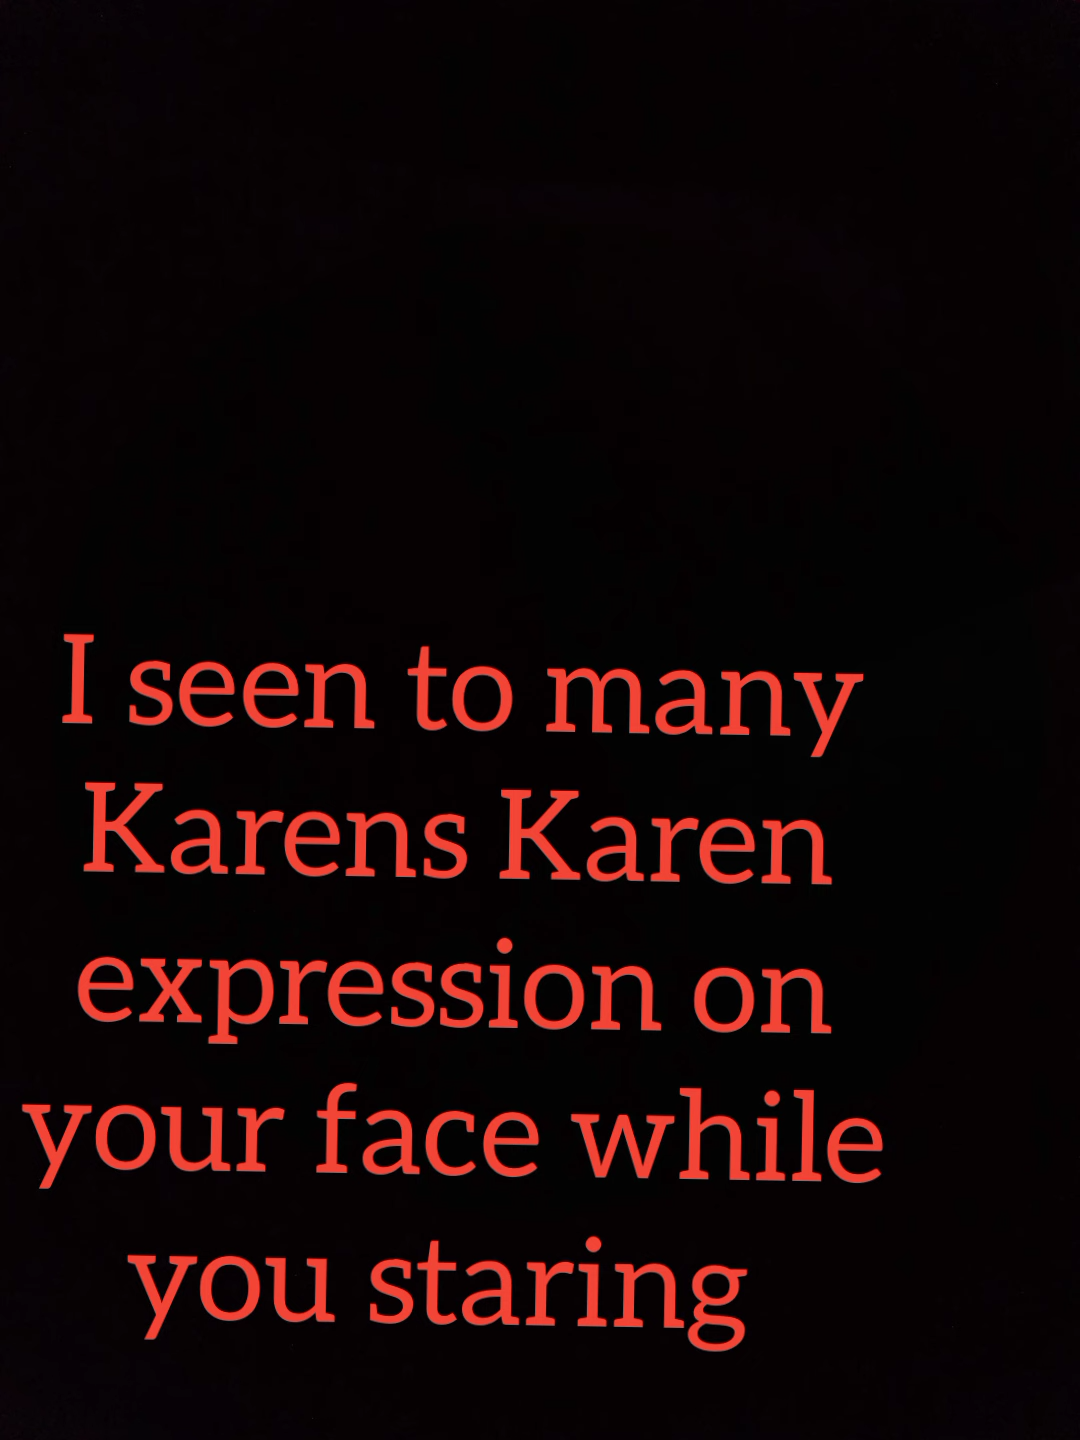 I seen to many
Karens Karen
expression on
your face while
you staring